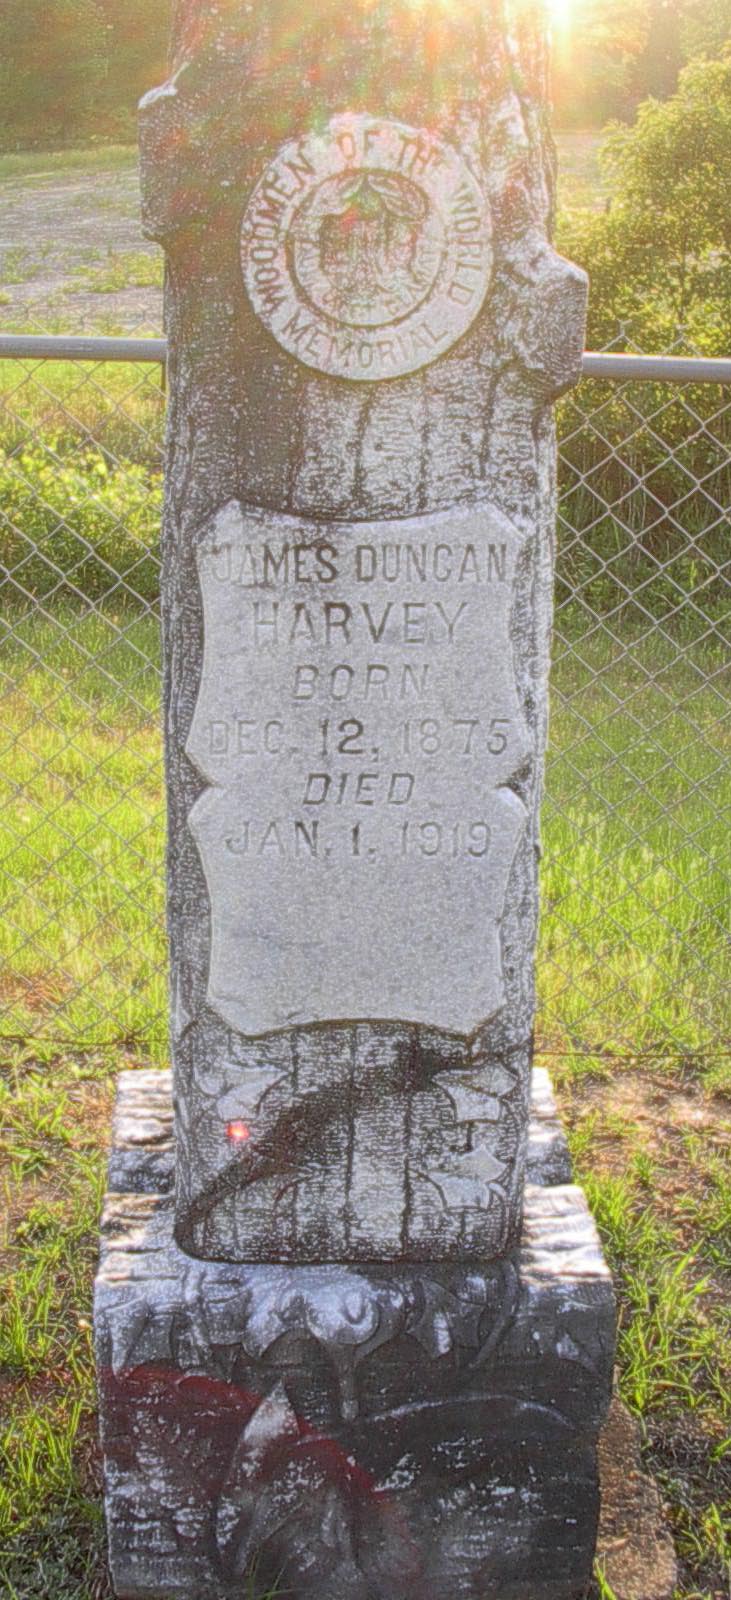 WOODMEN OF THE WORLD
MEMORIAL
JAMES DUNCAN
HARVEY
BORN
DEC. 12, 1875
DIED
JAN. 1, 1919